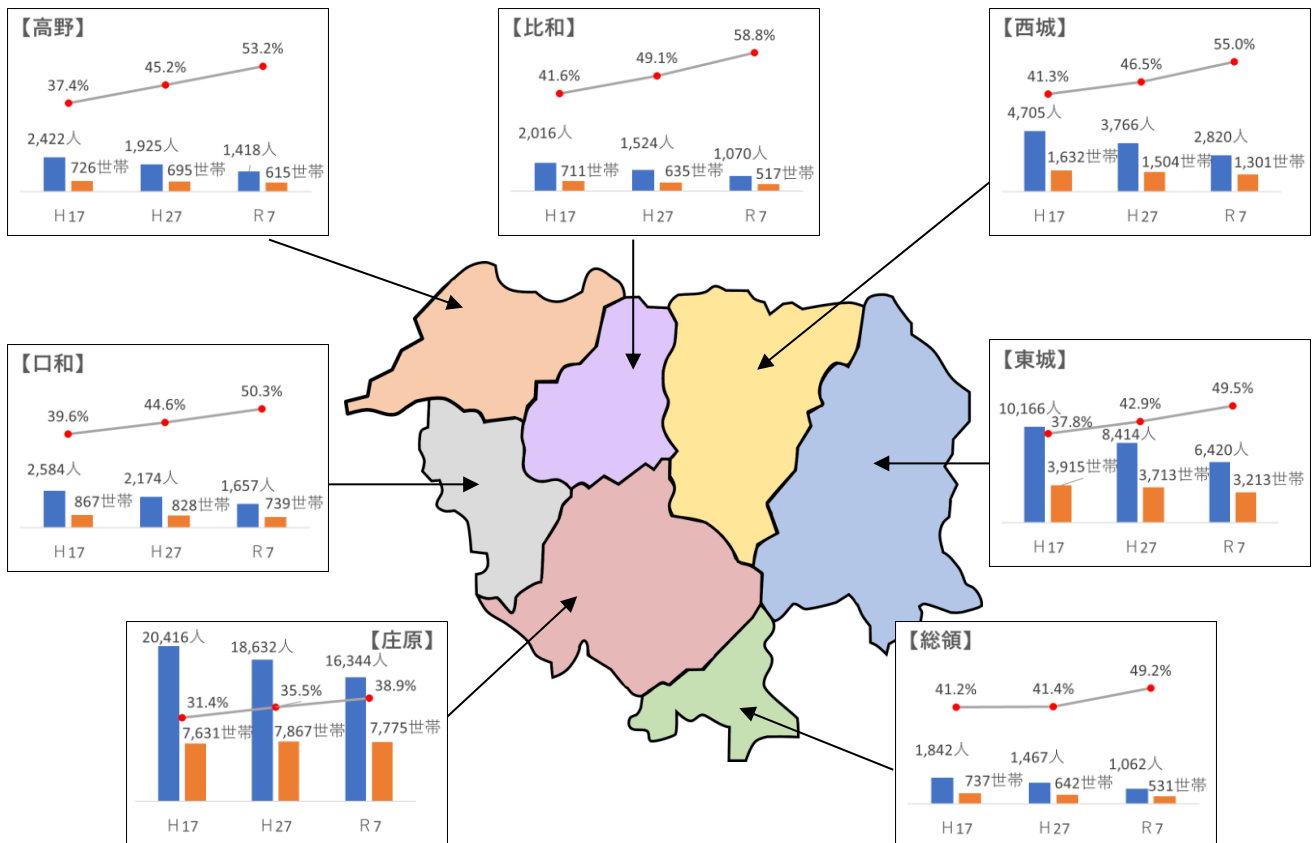 【高野】
37.4%
45.2%
53.2%
2,422人
726世帯
1,925人
695世帯
1,418人
615世帯
H17
H27
R7
【比和】
41.6%
49.1%
58.8%
2,016人
711世帯
1,524人
635世帯
1,070人
517世帯
H17
H27
R7
【西城】
41.3%
46.5%
55.0%
4,705人
1,632世帯
3,766人
1,504世帯
2,820人
1,301世帯
H17
H27
R7
【口和】
39.6%
44.6%
50.3%
2,584人
867世帯
2,174人
828世帯
1,657人
739世帯
H17
H27
R7
【東城】
37.8%
42.9%
49.5%
10,166人
3,915世帯
8,414人
3,713世帯
6,420人
3,213世帯
H17
H27
R7
【庄原】
20,416人
18,632人
16,344人
31.4%
35.5%
38.9%
7,631世帯
7,867世帯
7,775世帯
H17
H27
R7
【総領】
41.2%
41.4%
49.2%
1,842人
737世帯
1,467人
642世帯
1,062人
531世帯
H17
H27
R7